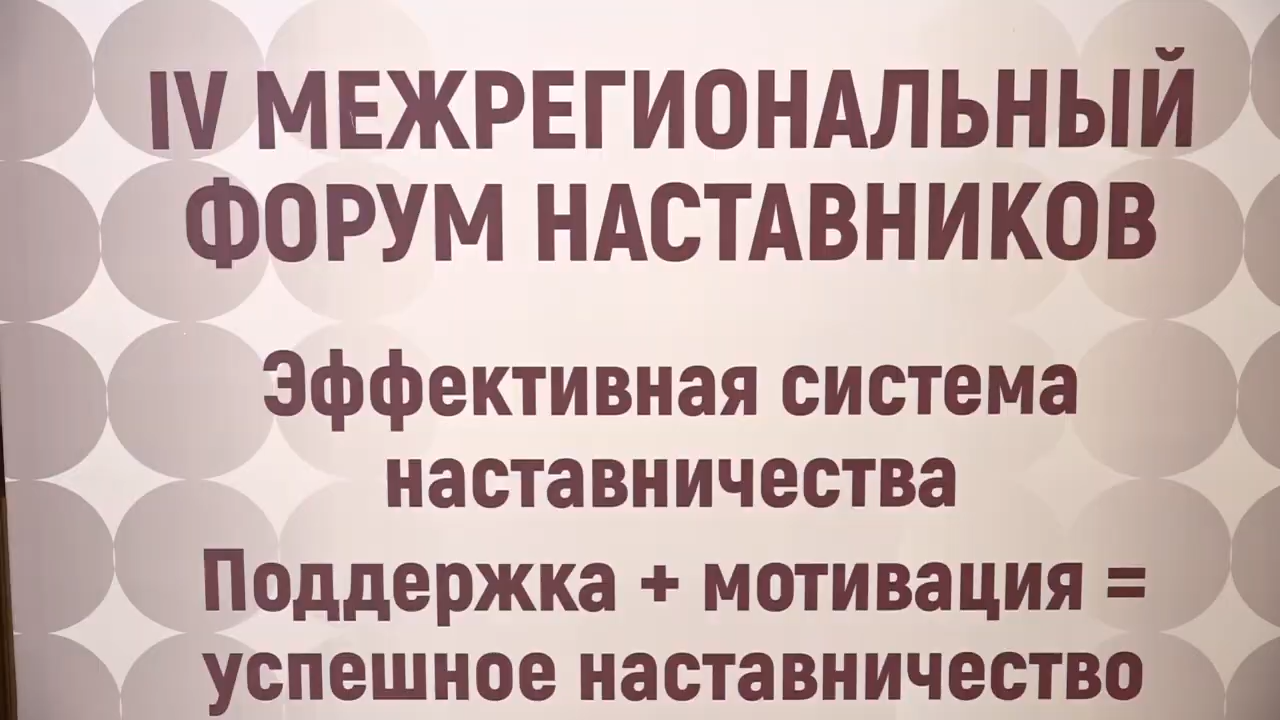 IV МЕЖРЕГИОНАЛЬНЫЙ
ФОРУМ НАСТАВНИКОВ
Эффективная система
наставничества
Поддержка + мотивация =
успешное наставничество